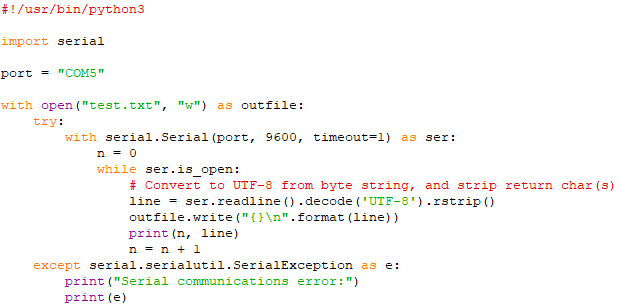 #!/usr/bin/python3

import serial

port = "COM5"

with open("test.txt", "w") as outfile:
    try:
        with serial.Serial(port, 9600, timeout=1) as ser:
            n = 0
            while ser.is_open:
                # Convert to UTF-8 from byte string, and strip return char(s)
                line = ser.readline().decode('UTF-8').rstrip()
                outfile.write("{}\n".format(line))
                print(n, line)
                n = n + 1
    except serial.serialutil.SerialException as e:
        print("Serial communications error:")
        print(e)